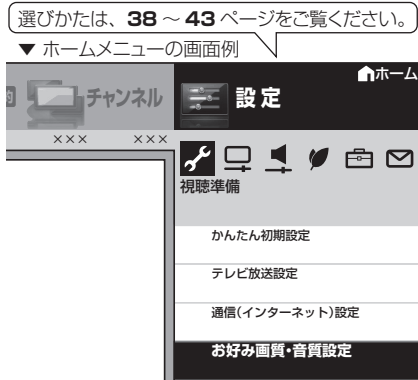 選びかたは、38 ～ 43 ページをご覧ください。
▼ ホームメニューの画面例
ホーム
的 チャンネル 設定
××× ×××
視聴準備
かんたん初期設定
テレビ放送設定
通信(インターネット)設定
お好み画質・音質設定